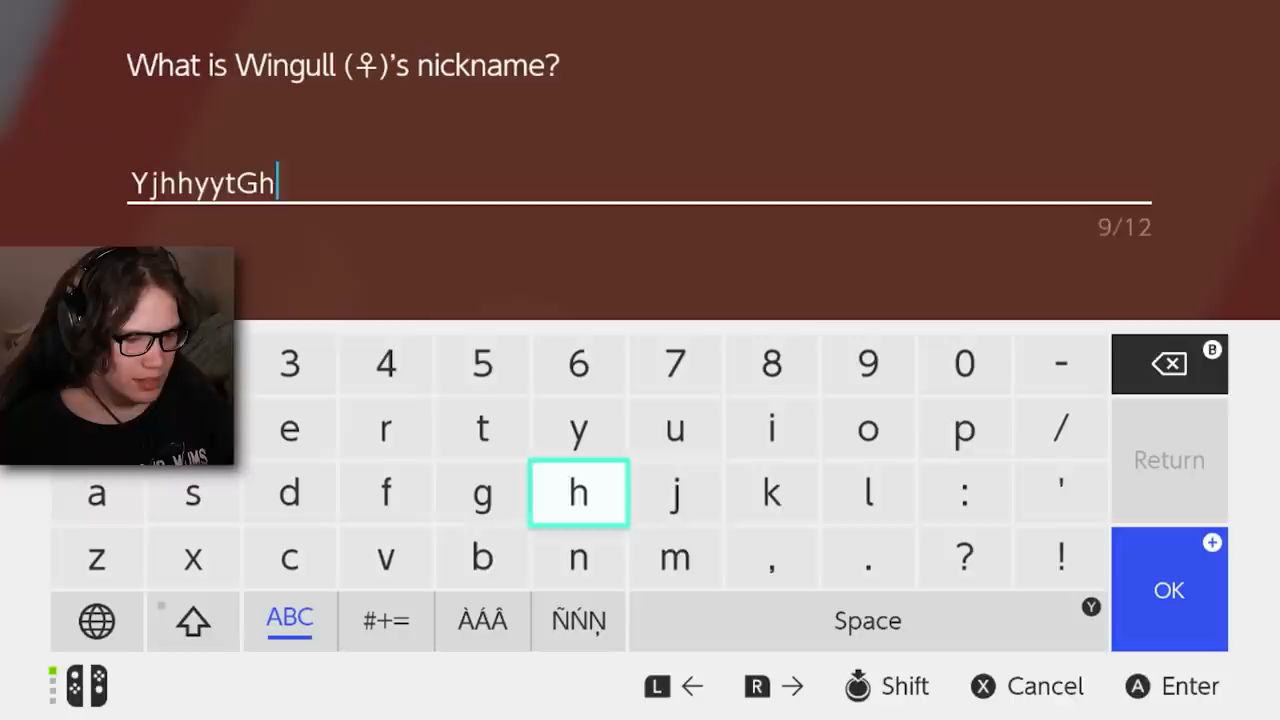 What is Wingull (♀)'s nickname?
YjhhyytGh
9/12
3 4 5 6 7 8 9 0 -
e r t y u i o p /
Return
a s d f g h j k l : '
z x c v b n m , . ? !
OK
ABC #+= ÀÁÂ ÑŃŅ Space
L ← R → Shift X Cancel A Enter
B
+
Y